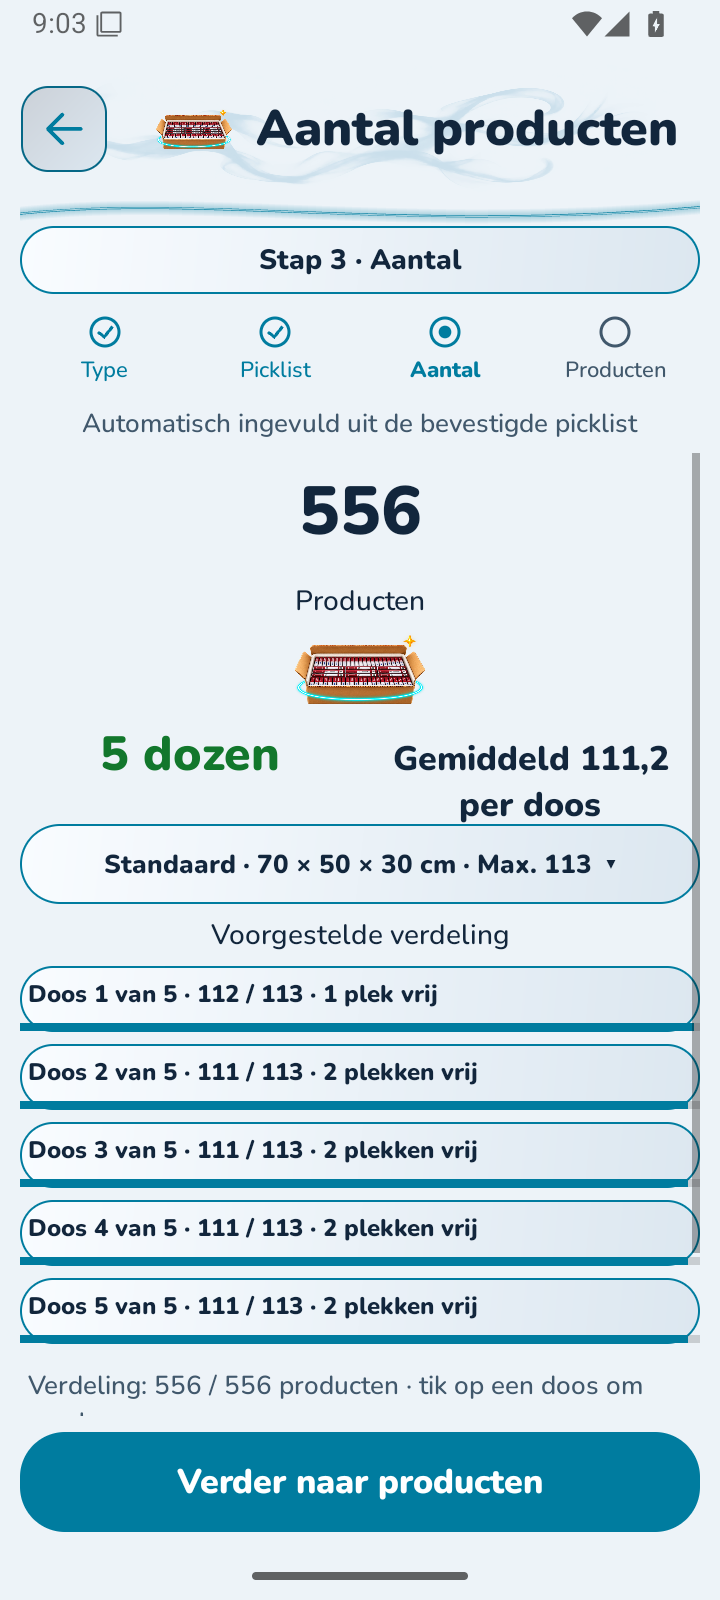 9:03
Aantal producten
Stap 3 · Aantal
Type
Picklist
Aantal
Producten
Automatisch ingevuld uit de bevestigde picklist
556
Producten
5 dozen
Gemiddeld 111,2
per doos
Standaard · 70 × 50 × 30 cm · Max. 113 ▼
Voorgestelde verdeling
Doos 1 van 5 · 112 / 113 · 1 plek vrij
Doos 2 van 5 · 111 / 113 · 2 plekken vrij
Doos 3 van 5 · 111 / 113 · 2 plekken vrij
Doos 4 van 5 · 111 / 113 · 2 plekken vrij
Doos 5 van 5 · 111 / 113 · 2 plekken vrij
Verdeling: 556 / 556 producten · tik op een doos om
Verder naar producten